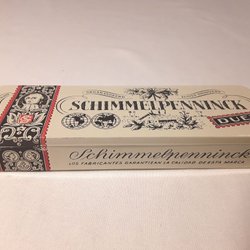 SCHIMMELPENNINCK
DUET
Schimmelpenninck
LOS FABRICANTES GARANTIZAN LA CALIDAD DE ESTA MARCA